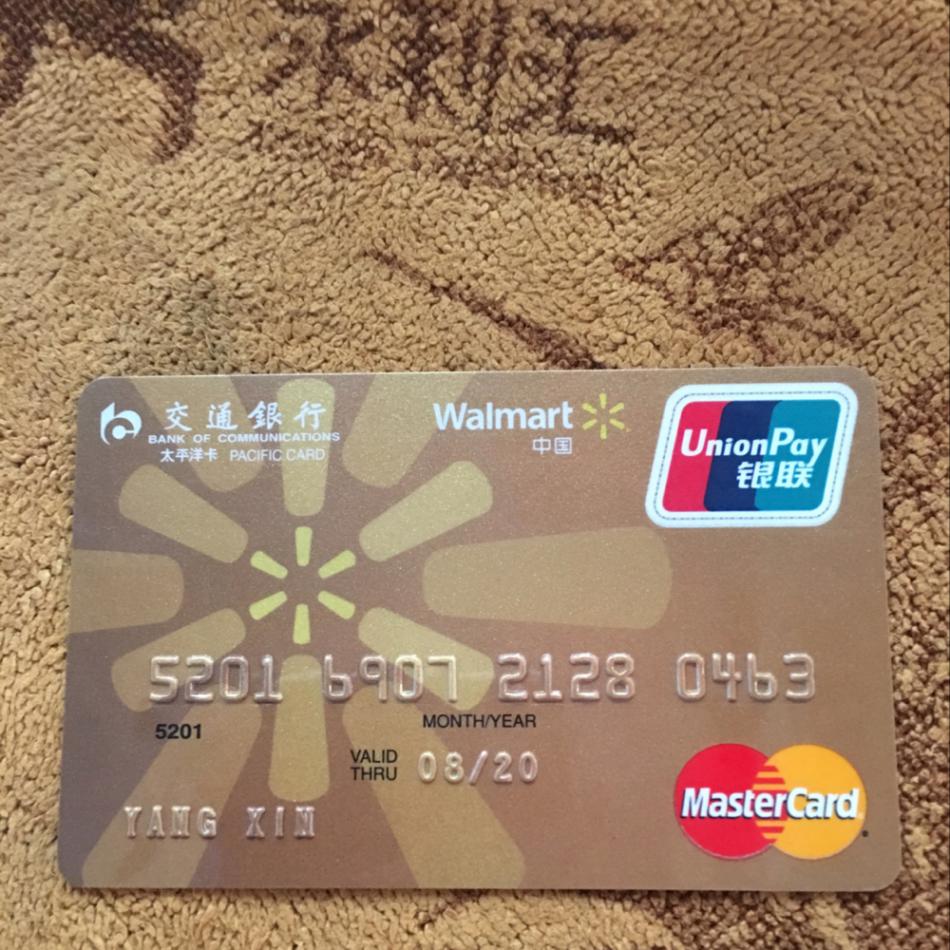 交通銀行
BANK OF COMMUNICATIONS
太平洋卡 PACIFIC CARD
Walmart
中国
UnionPay
银联
5201 6907 2128 0463
5201
MONTH/YEAR
VALID
THRU 08/20
YANG XIN
MasterCard